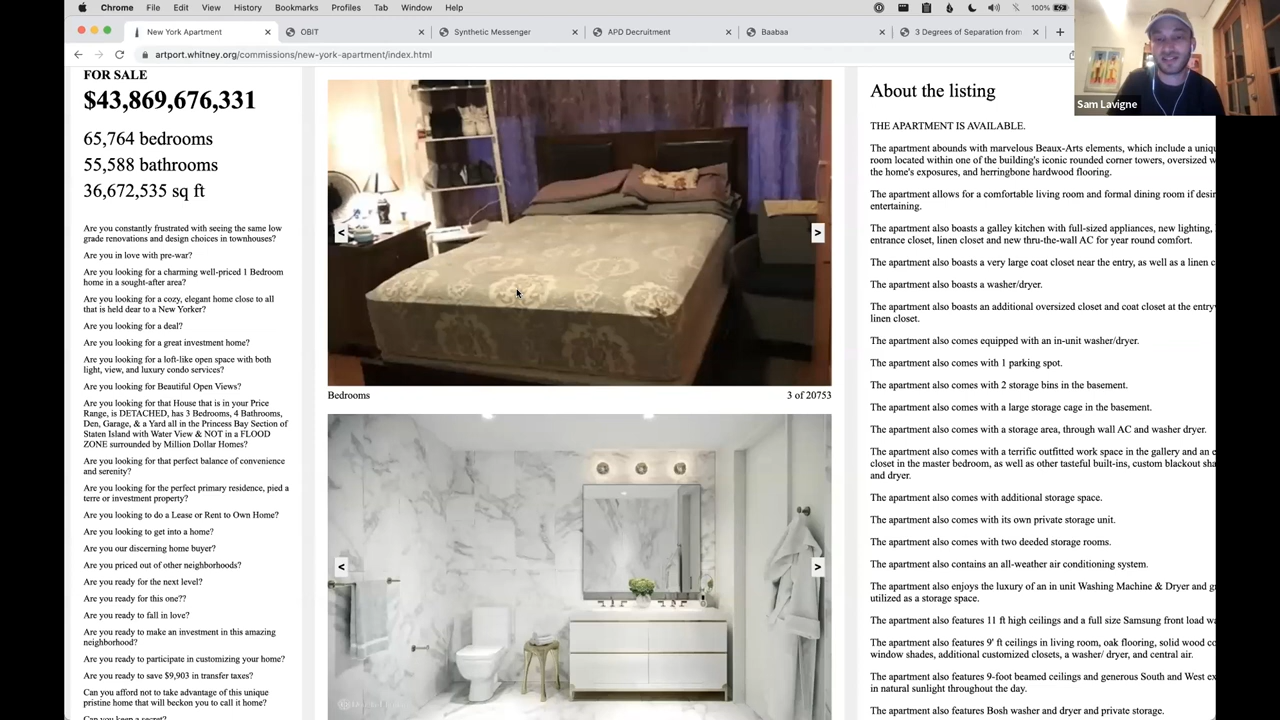 Chrome File Edit View History Bookmarks Profiles Tab Window Help 100%
New York Apartment OBIT Synthetic Messenger APD Decruitment Baabaa 3 Degrees of Separation from
artport.whitney.org/commissions/new-york-apartment/index.html
Sam Lavigne
FOR SALE
$43,869,676,331
65,764 bedrooms
55,588 bathrooms
36,672,535 sq ft
Are you constantly frustrated with seeing the same low
grade renovations and design choices in townhouses?
Are you in love with pre-war?
Are you looking for a charming well-priced 1 Bedroom
home in a sought-after area?
Are you looking for a cozy, elegant home close to all
that is held dear to a New Yorker?
Are you looking for a deal?
Are you looking for a great investment home?
Are you looking for a loft-like open space with both
light, view, and luxury condo services?
Are you looking for Beautiful Open Views?
Are you looking for that House that is in your Price
Range, is DETACHED, has 3 Bedrooms, 4 Bathrooms,
Den, Garage, & a Yard all in the Princess Bay Section of
Staten Island with Water View & NOT in a FLOOD
ZONE surrounded by Million Dollar Homes?
Are you looking for that perfect balance of convenience
and serenity?
Are you looking for the perfect primary residence, pied a
terre or investment property?
Are you looking to do a Lease or Rent to Own Home?
Are you looking to get into a home?
Are you our discerning home buyer?
Are you priced out of other neighborhoods?
Are you ready for the next level?
Are you ready for this one??
Are you ready to fall in love?
Are you ready to make an investment in this amazing
neighborhood?
Are you ready to participate in customizing your home?
Are you ready to save $9,903 in transfer taxes?
Can you afford not to take advantage of this unique
pristine home that will beckon you to call it home?
Can you keep a secret?
< >
Bedrooms 3 of 20753
< >
About the listing
THE APARTMENT IS AVAILABLE.
The apartment abounds with marvelous Beaux-Arts elements, which include a
room located within one of the building's iconic rounded corner towers, oversized
the home's exposures, and herringbone hardwood flooring.
The apartment allows for a comfortable living room and formal dining room if
entertaining.
The apartment also boasts a galley kitchen with full-sized appliances, new lighting,
entrance closet, linen closet and new thru-the-wall AC for year round comfort.
The apartment also boasts a very large coat closet near the entry, as well as a linen
The apartment also boasts a washer/dryer.
The apartment also boasts an additional oversized closet and coat closet at the
linen closet.
The apartment also comes equipped with an in-unit washer/dryer.
The apartment also comes with 1 parking spot.
The apartment also comes with 2 storage bins in the basement.
The apartment also comes with a large storage cage in the basement.
The apartment also comes with a storage area, through wall AC and washer dryer.
The apartment also comes with a terrific outfitted work space in the gallery and an
closet in the master bedroom, as well as other tasteful built-ins, custom blackout
and dryer.
The apartment also comes with additional storage space.
The apartment also comes with its own private storage unit.
The apartment also comes with two deeded storage rooms.
The apartment also contains an all-weather air conditioning system.
The apartment also enjoys the luxury of an in unit Washing Machine & Dryer and
utilized as a storage space.
The apartment also features 11 ft high ceilings and a full size Samsung front load
The apartment also features 9' ft ceilings in living room, oak flooring, solid wood
window shades, additional customized closets, a washer/ dryer, and central air.
The apartment also features 9-foot beamed ceilings and generous South and West
in natural sunlight throughout the day.
The apartment also features Bosh washer and dryer and private storage.